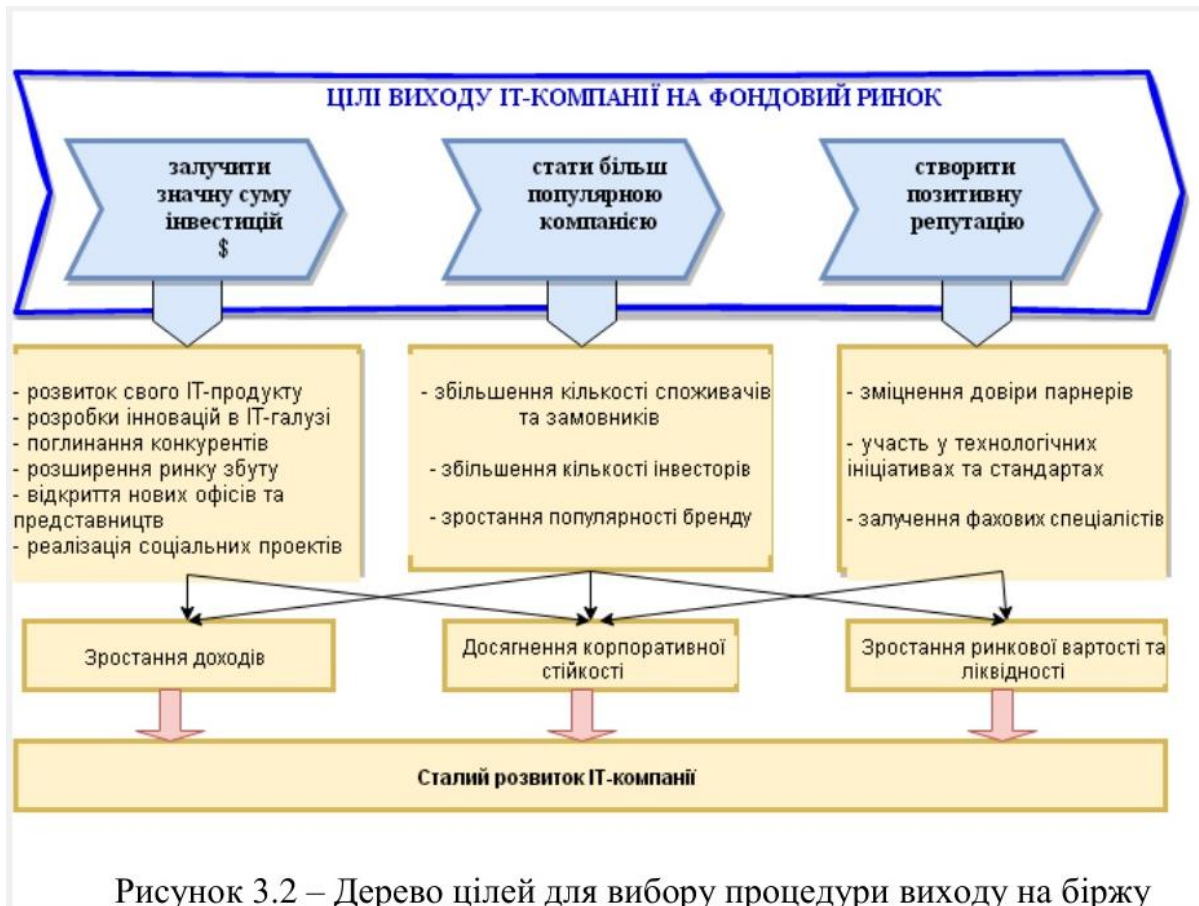 ЦІЛІ ВИХОДУ ІТ-КОМПАНІЇ НА ФОНДОВИЙ РИНОК
залучити
значну суму
інвестицій
$
стати більш
популярною
компанією
створити
позитивну
репутацію
- розвиток свого ІТ-продукту
- розробки інновацій в ІТ-галузі
- поглинання конкурентів
- розширення ринку збуту
- відкриття нових офісів та
представництв
- реалізація соціальних проектів
- збільшення кількості споживачів
та замовників
- збільшення кількості інвесторів
- зростання популярності бренду
- зміцнення довіри парнерів
- участь у технологічних
ініціативах та стандартах
- залучення фахових спеціалістів
Зростання доходів
Досягнення корпоративної
стійкості
Зростання ринкової вартості та
ліквідності
Сталий розвиток ІТ-компанії
Рисунок 3.2 – Дерево цілей для вибору процедури виходу на біржу